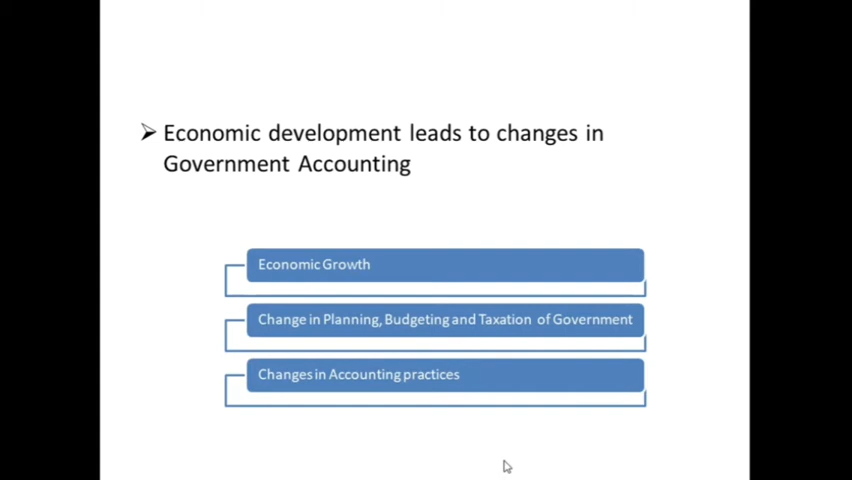 Economic development leads to changes in
Government Accounting
Economic Growth
Change in Planning, Budgeting and Taxation of Government
Changes in Accounting practices